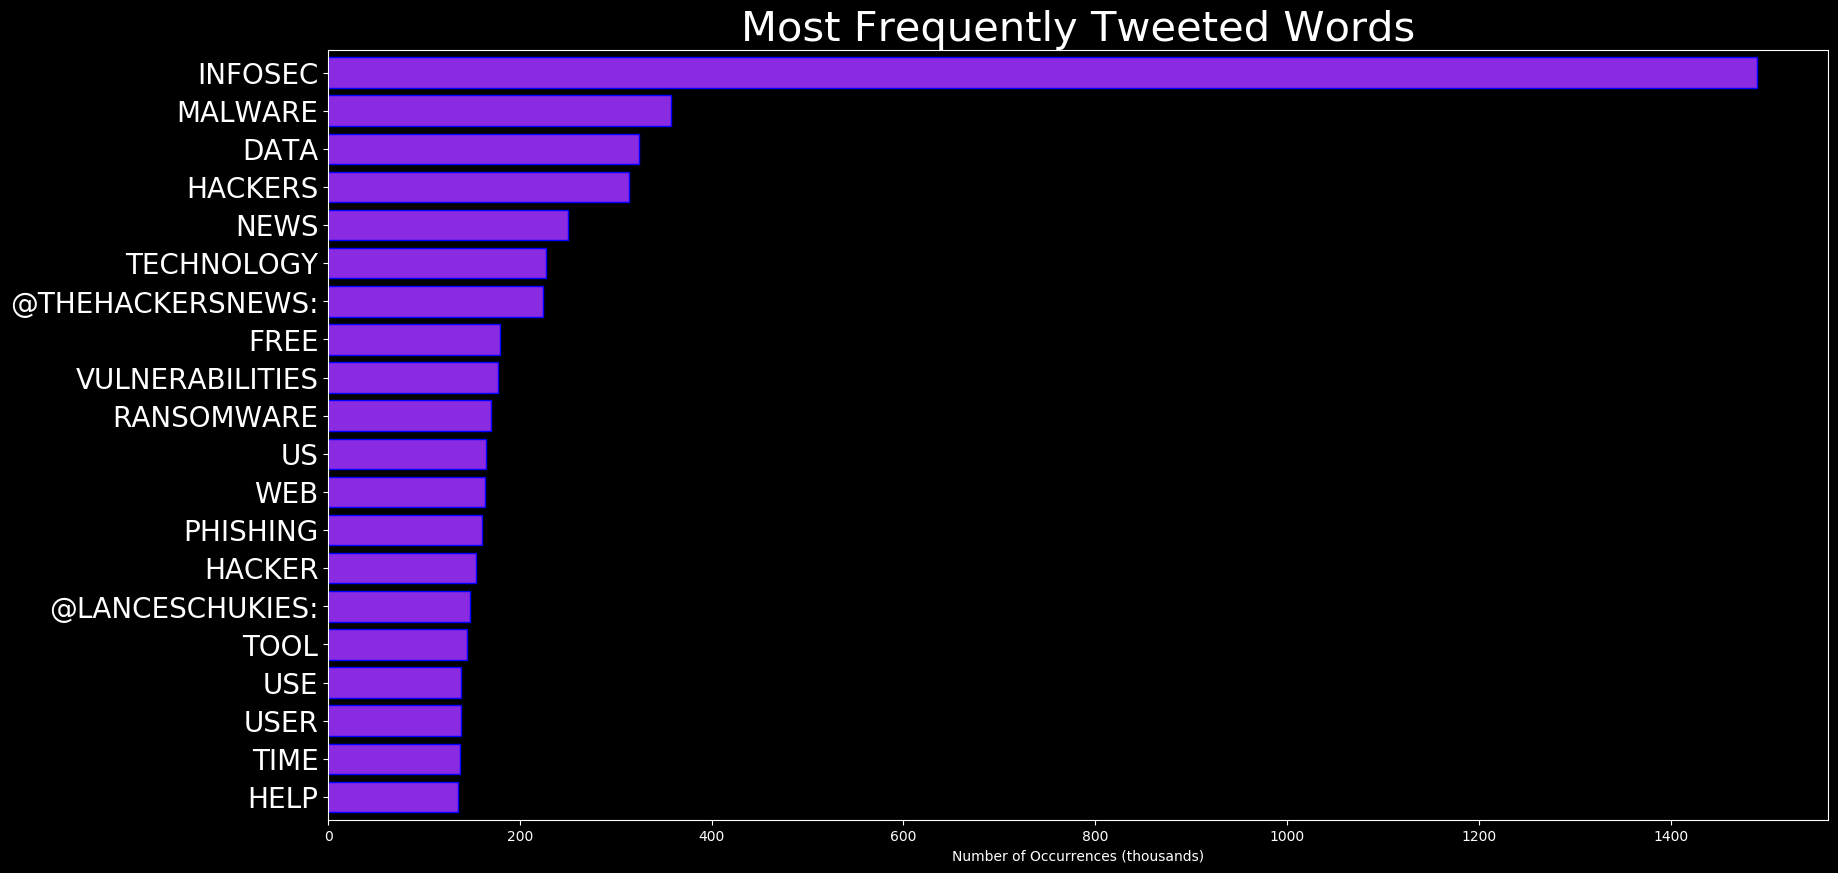 Most Frequently Tweeted Words
INFOSEC
MALWARE
DATA
HACKERS
NEWS
TECHNOLOGY
@THEHACKERSNEWS:
FREE
VULNERABILITIES
RANSOMWARE
US
WEB
PHISHING
HACKER
@LANCESCHUKIES:
TOOL
USE
USER
TIME
HELP
0 200 400 600 800 1000 1200 1400
Number of Occurrences (thousands)